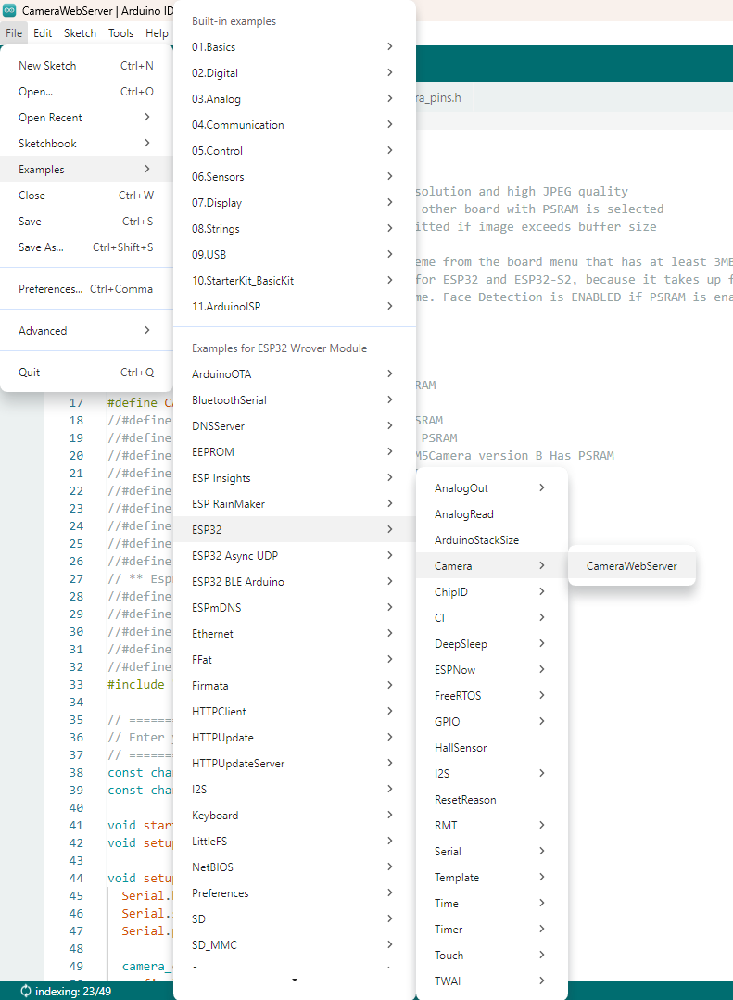 CameraWebServer | Arduino ID
File Edit Sketch Tools Help
New Sketch Ctrl+N
Open... Ctrl+O
Open Recent
Sketchbook
Examples
Close Ctrl+W
Save Ctrl+S
Save As... Ctrl+Shift+S
Preferences... Ctrl+Comma
Advanced
Quit Ctrl+Q
Built-in examples
01.Basics
02.Digital
03.Analog
04.Communication
05.Control
06.Sensors
07.Display
08.Strings
09.USB
10.StarterKit_BasicKit
11.ArduinoISP
Examples for ESP32 Wrover Module
ArduinoOTA
BluetoothSerial
DNSServer
EEPROM
ESP Insights
ESP RainMaker
ESP32
ESP32 Async UDP
ESP32 BLE Arduino
ESPmDNS
Ethernet
FFat
Firmata
HTTPClient
HTTPUpdate
HTTPUpdateServer
I2S
Keyboard
LittleFS
NetBIOS
Preferences
SD
SD_MMC
AnalogOut
AnalogRead
ArduinoStackSize
Camera
ChipID
CI
DeepSleep
ESPNow
FreeRTOS
GPIO
HallSensor
I2S
ResetReason
RMT
Serial
Template
Time
Timer
Touch
TWAI
CameraWebServer
ra_pins.h
solution and high JPEG quality
other board with PSRAM is selected
itted if image exceeds buffer size
eme from the board menu that has at least 3ME
for ESP32 and ESP32-S2, because it takes up f
me. Face Detection is ENABLED if PSRAM is ena
RAM
SRAM
PSRAM
M5Camera version B Has PSRAM
17 #define CA
18 //#define
19 //#define
20 //#define
21 //#define
22 //#define
23 //#define
24 //#define
25 //#define
26 //#define
27 // ** Esp
28 //#define
29 //#define
30 //#define
31 //#define
32 //#define
33 #include
34
35 // =======
36 // Enter
37 // =======
38 const cha
39 const cha
40
41 void star
42 void setu
43
44 void setu
45 Serial.
46 Serial.
47 Serial.
48
49 camera_
indexing: 23/49